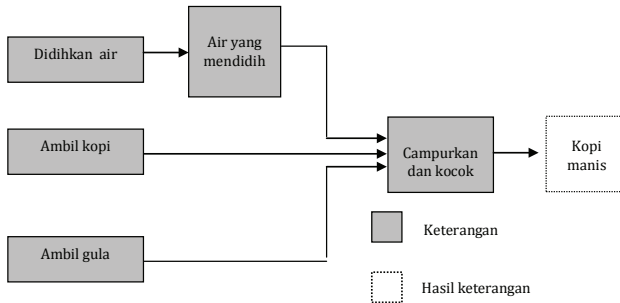 Didihkan air
Air yang
mendidih
Ambil kopi
Campurkan
dan kocok
Kopi
manis
Ambil gula
Keterangan
Hasil keterangan